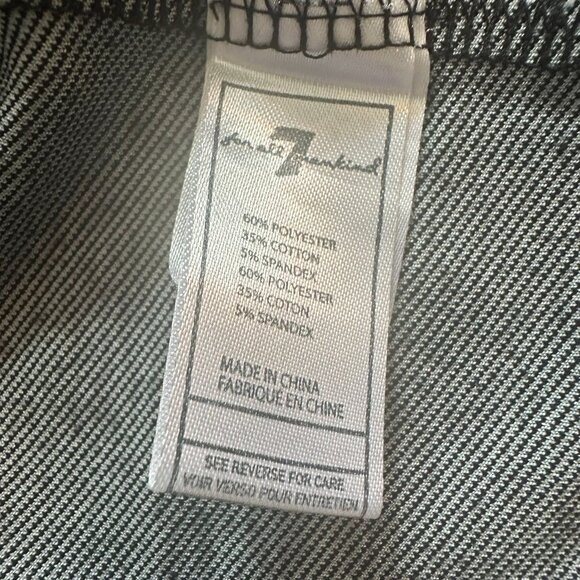 7
for all mankind
60% POLYESTER
35% COTTON
5% SPANDEX
60% POLYESTER
35% COTON
5% SPANDEX
MADE IN CHINA
FABRIQUÉ EN CHINE
SEE REVERSE FOR CARE
VOIR VERSO POUR ENTRETIEN